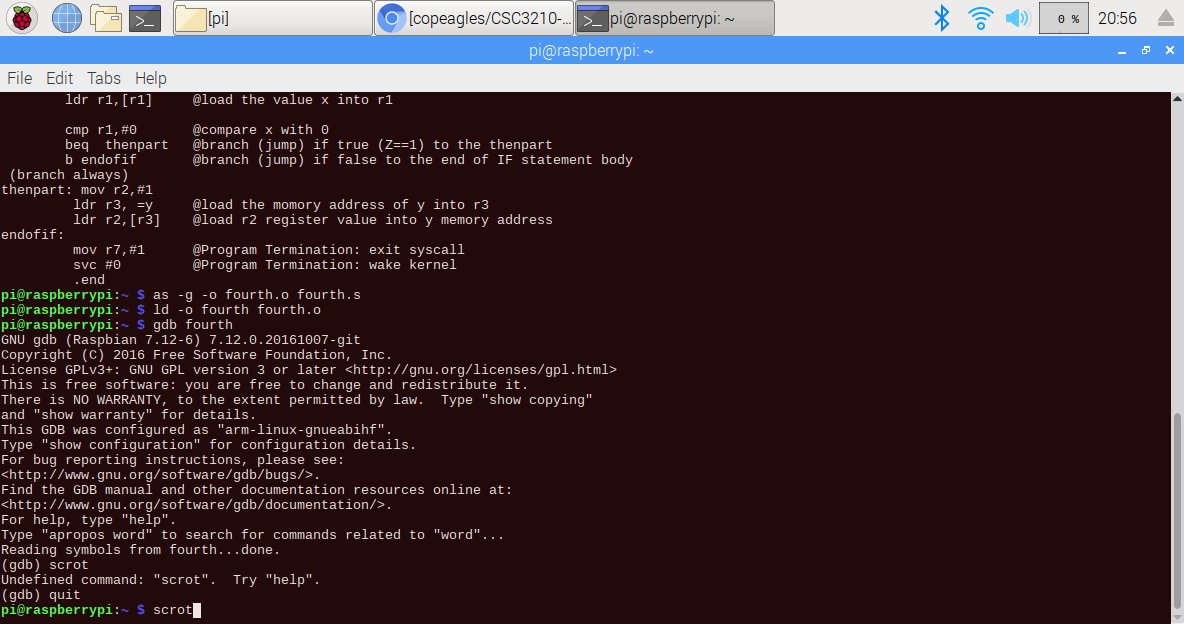 [pi]
[copeagles/CSC3210-...
pi@raspberrypi: ~
0 %
20:56
pi@raspberrypi: ~
File Edit Tabs Help
        ldr r1,[r1]     @load the value x into r1

        cmp r1,#0       @compare x with 0
        beq  thenpart   @branch (jump) if true (Z==1) to the thenpart
        b endofif       @branch (jump) if false to the end of IF statement body
 (branch always)
thenpart: mov r2,#1
         ldr r3, =y     @load the momory address of y into r3
         ldr r2,[r3]    @load r2 register value into y memory address
endofif:
         mov r7,#1      @Program Termination: exit syscall
         svc #0         @Program Termination: wake kernel
         .end
pi@raspberrypi:~ $ as -g -o fourth.o fourth.s
pi@raspberrypi:~ $ ld -o fourth fourth.o
pi@raspberrypi:~ $ gdb fourth
GNU gdb (Raspbian 7.12-6) 7.12.0.20161007-git
Copyright (C) 2016 Free Software Foundation, Inc.
License GPLv3+: GNU GPL version 3 or later <http://gnu.org/licenses/gpl.html>
This is free software: you are free to change and redistribute it.
There is NO WARRANTY, to the extent permitted by law.  Type "show copying"
and "show warranty" for details.
This GDB was configured as "arm-linux-gnueabihf".
Type "show configuration" for configuration details.
For bug reporting instructions, please see:
<http://www.gnu.org/software/gdb/bugs/>.
Find the GDB manual and other documentation resources online at:
<http://www.gnu.org/software/gdb/documentation/>.
For help, type "help".
Type "apropos word" to search for commands related to "word"...
Reading symbols from fourth...done.
(gdb) scrot
Undefined command: "scrot".  Try "help".
(gdb) quit
pi@raspberrypi:~ $ scrot